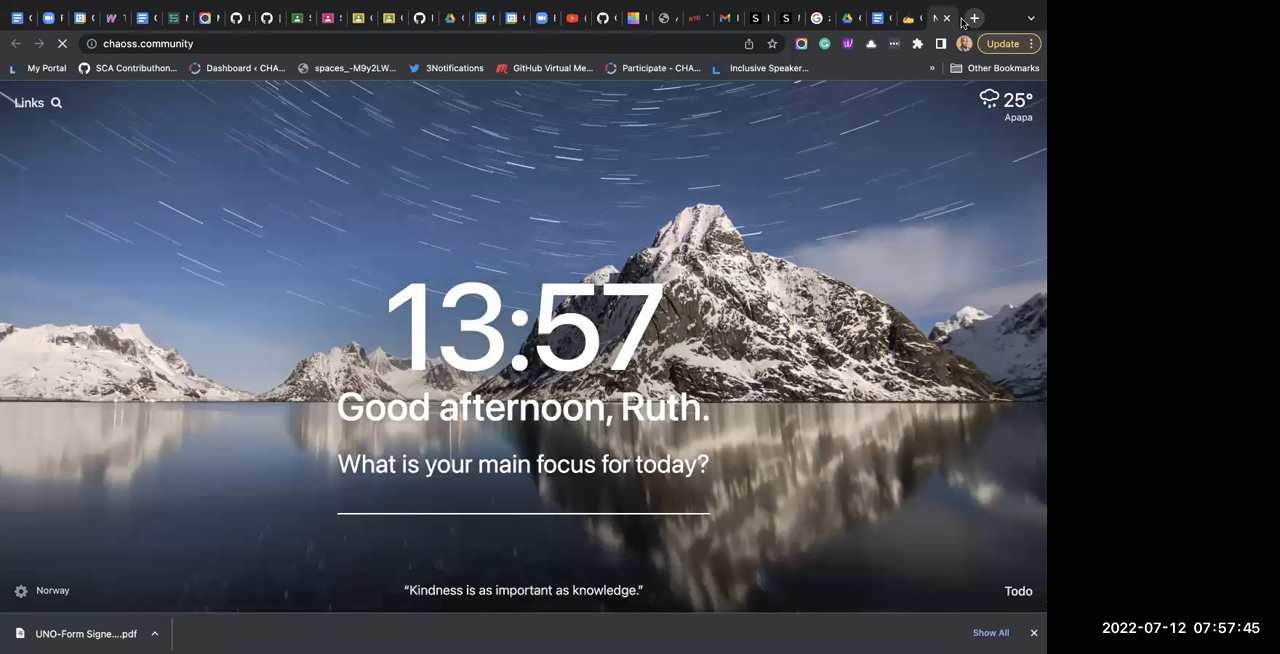 chaoss.community
Update
My Portal
SCA Contributhon...
Dashboard ‹ CHA...
spaces_-M9y2LW...
3Notifications
GitHub Virtual Me...
Participate - CHA...
Inclusive Speaker...
»
Other Bookmarks
Links
25°
Apapa
13:57
Good afternoon, Ruth.
What is your main focus for today?
Norway
“Kindness is as important as knowledge.”
Todo
UNO-Form Signe....pdf
Show All
2022-07-12 07:57:45